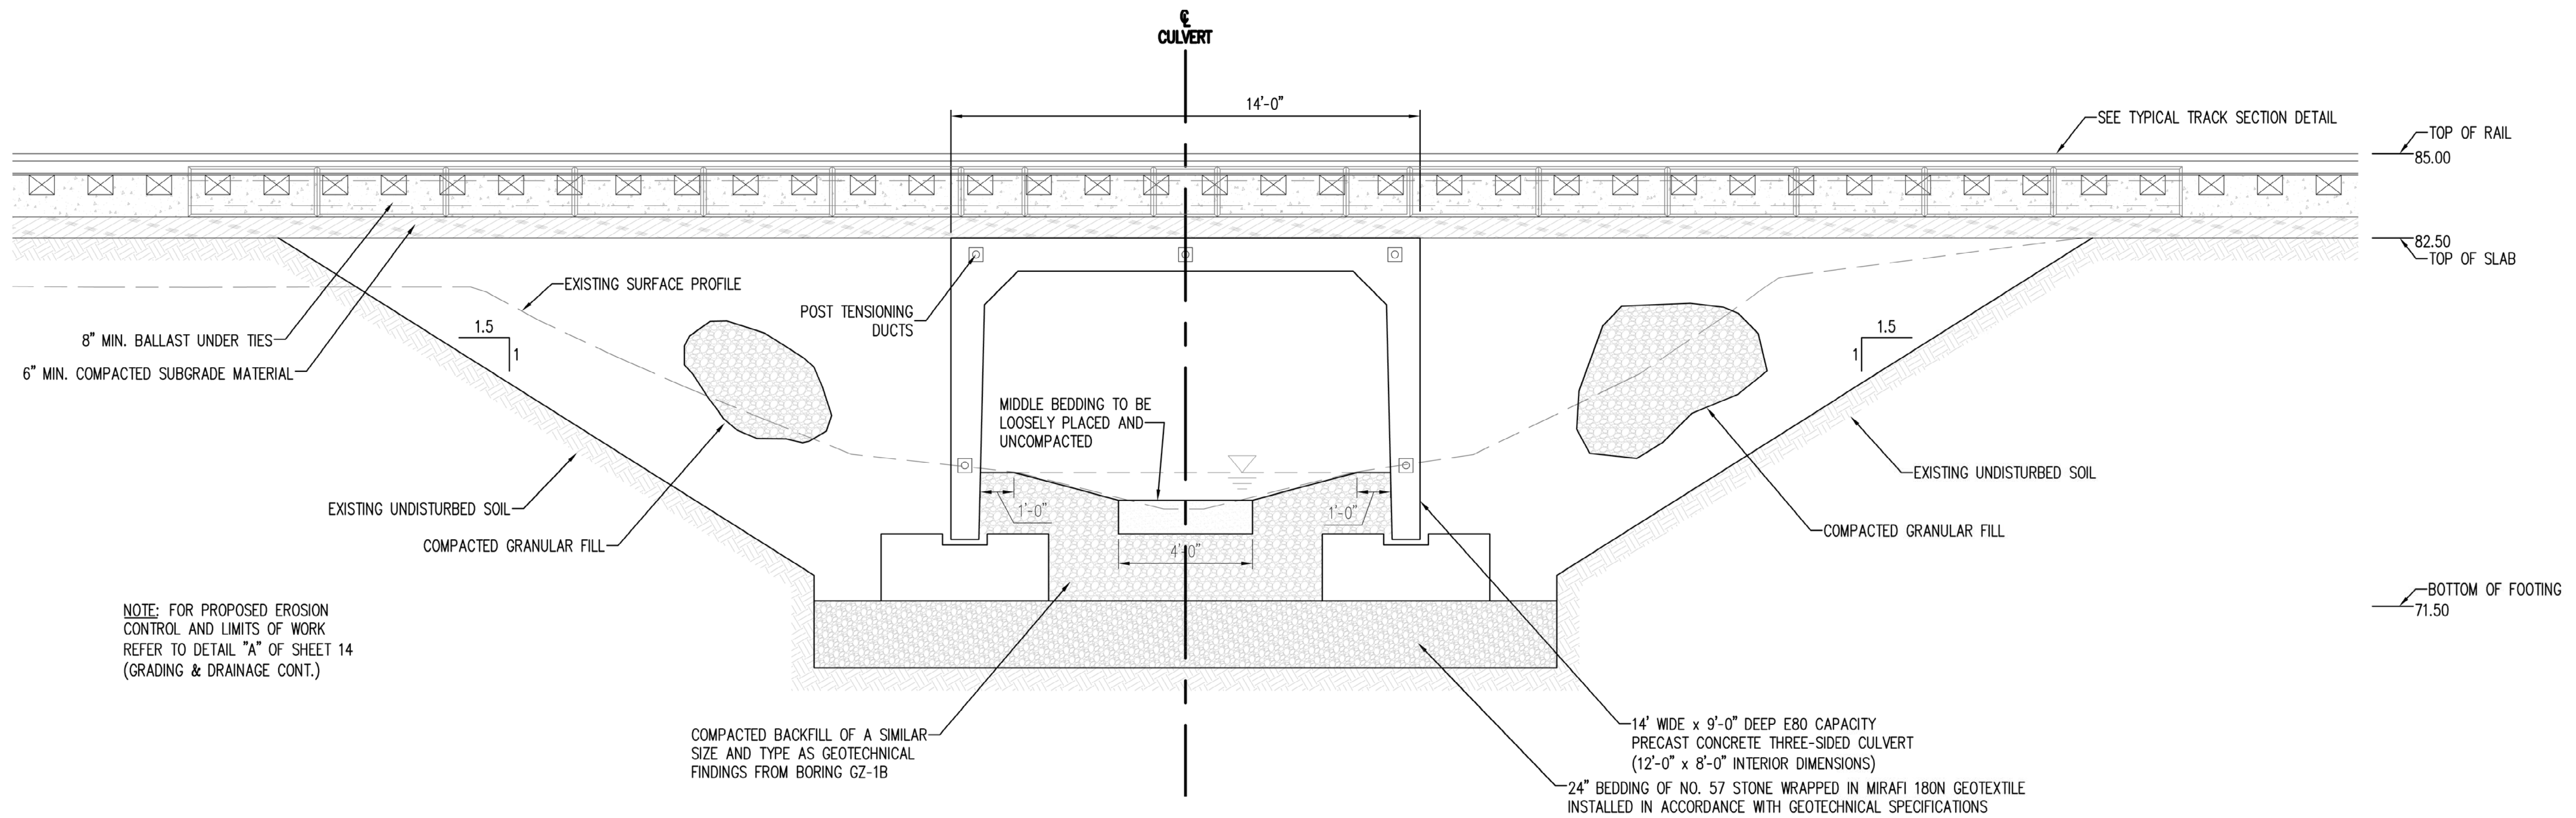 ℄
CULVERT
14'-0"
SEE TYPICAL TRACK SECTION DETAIL
TOP OF RAIL
85.00
82.50
TOP OF SLAB
EXISTING SURFACE PROFILE
POST TENSIONING
DUCTS
8" MIN. BALLAST UNDER TIES
6" MIN. COMPACTED SUBGRADE MATERIAL
1.5
1
1.5
1
MIDDLE BEDDING TO BE
LOOSELY PLACED AND
UNCOMPACTED
EXISTING UNDISTURBED SOIL
COMPACTED GRANULAR FILL
1'-0"
1'-0"
4'-0"
EXISTING UNDISTURBED SOIL
COMPACTED GRANULAR FILL
BOTTOM OF FOOTING
71.50
NOTE: FOR PROPOSED EROSION
CONTROL AND LIMITS OF WORK
REFER TO DETAIL "A" OF SHEET 14
(GRADING & DRAINAGE CONT.)
COMPACTED BACKFILL OF A SIMILAR
SIZE AND TYPE AS GEOTECHNICAL
FINDINGS FROM BORING GZ-1B
14' WIDE x 9'-0" DEEP E80 CAPACITY
PRECAST CONCRETE THREE-SIDED CULVERT
(12'-0" x 8'-0" INTERIOR DIMENSIONS)
24" BEDDING OF NO. 57 STONE WRAPPED IN MIRAFI 180N GEOTEXTILE
INSTALLED IN ACCORDANCE WITH GEOTECHNICAL SPECIFICATIONS